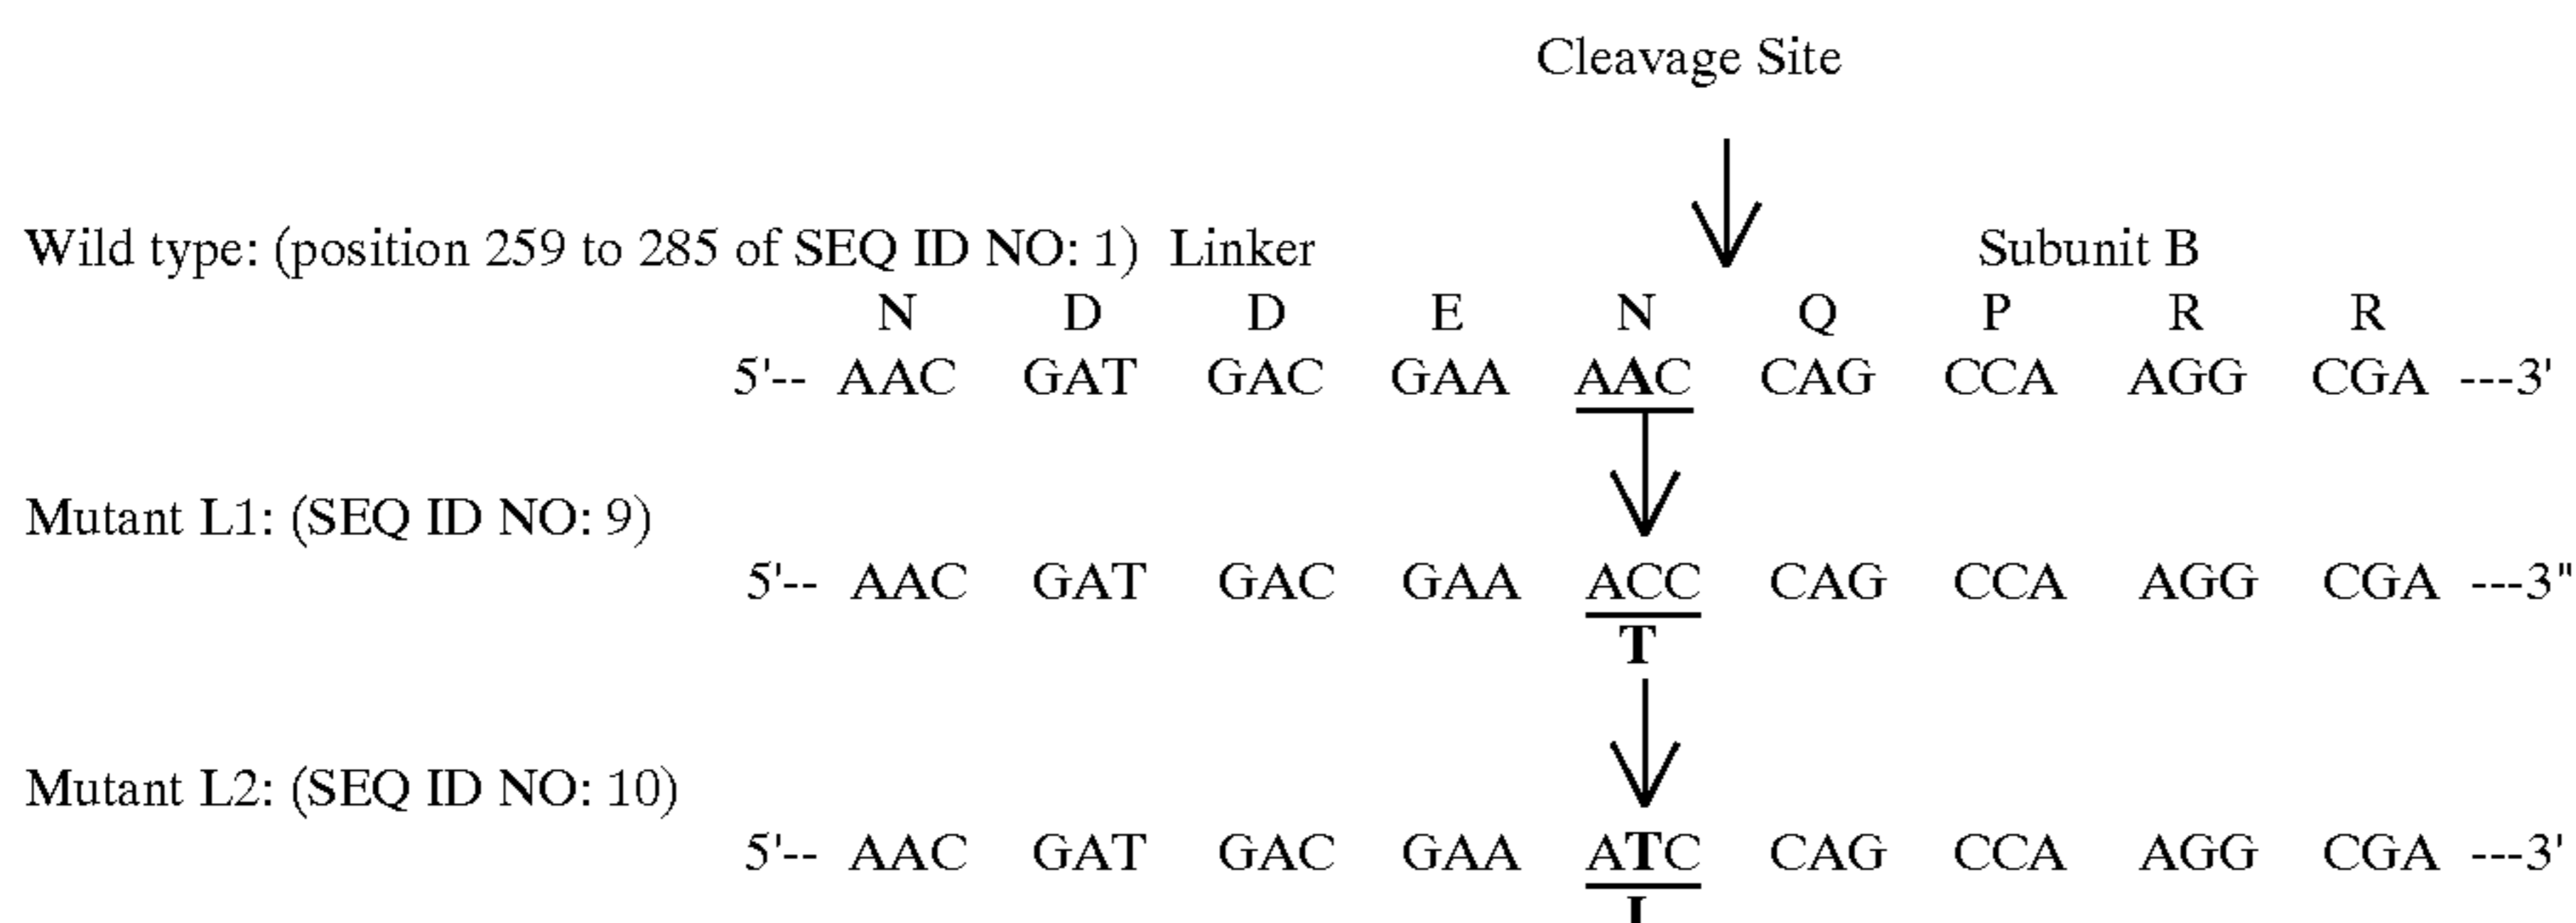 Cleavage Site
Wild type: (position 259 to 285 of SEQ ID NO: 1) Linker Subunit B
N D D E N Q P R R
5'-- AAC GAT GAC GAA AAC CAG CCA AGG CGA ---3'
Mutant L1: (SEQ ID NO: 9)
5'-- AAC GAT GAC GAA ACC CAG CCA AGG CGA ---3"
T
Mutant L2: (SEQ ID NO: 10)
5'-- AAC GAT GAC GAA ATC CAG CCA AGG CGA ---3'
I